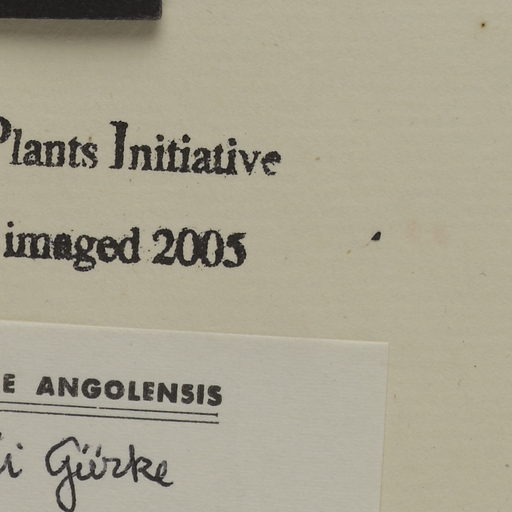 Plants Initiative
imaged 2005
E ANGOLENSIS
i Gürke